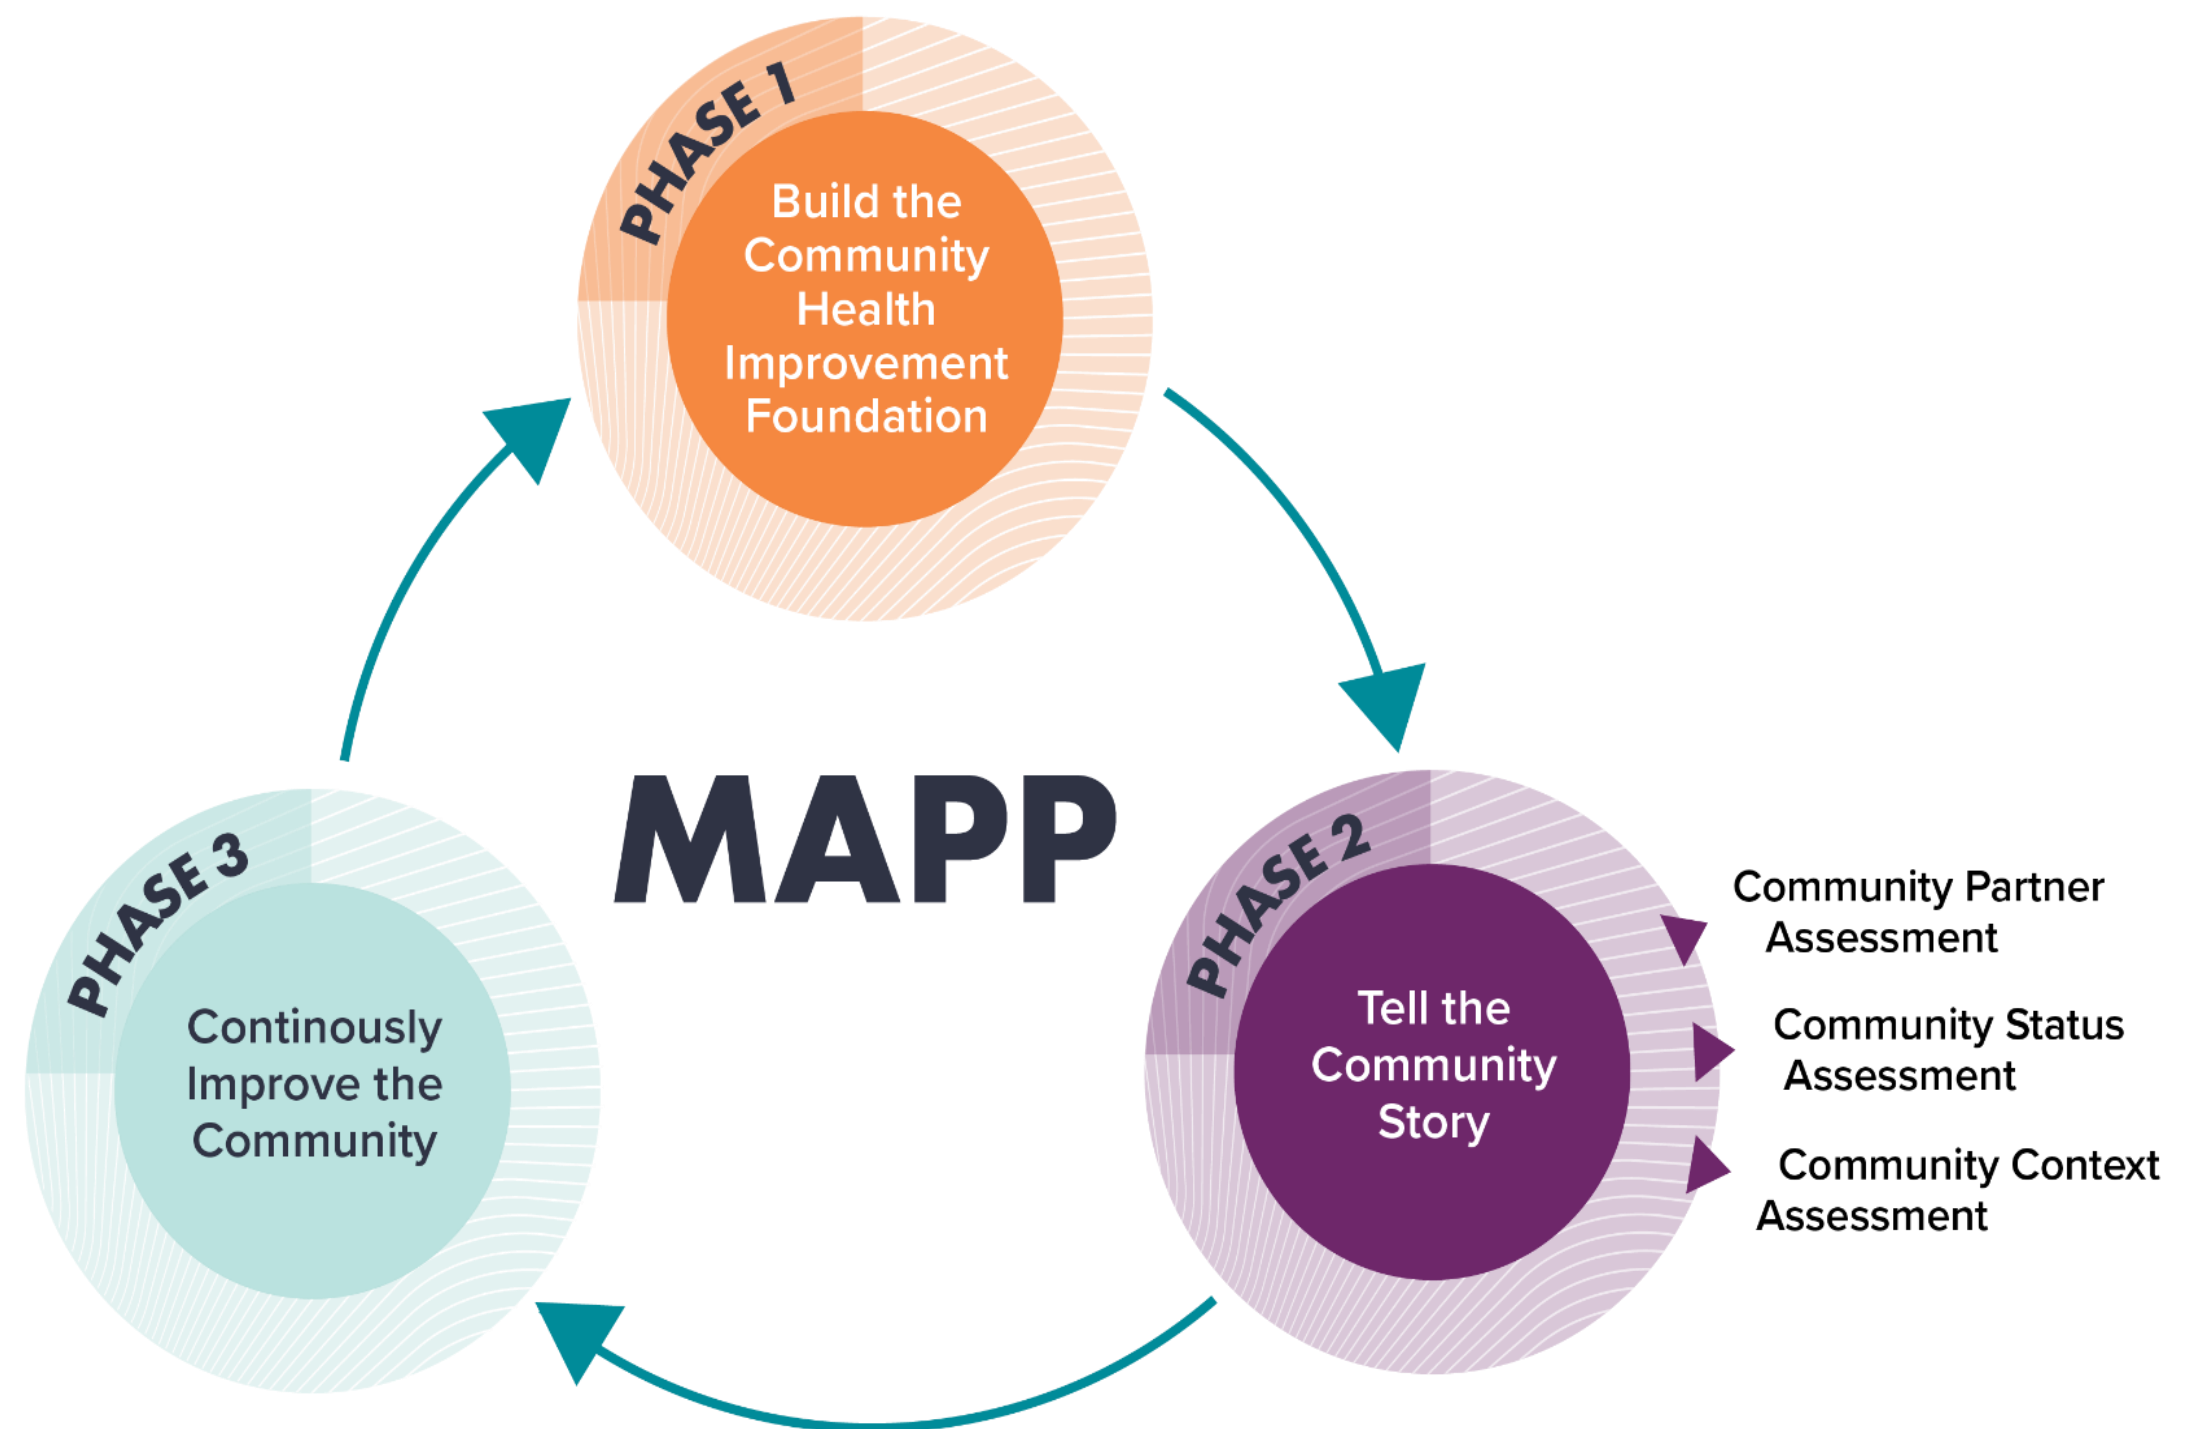 PHASE 1
Build the
Community
Health
Improvement
Foundation
MAPP
PHASE 2
Tell the
Community
Story
Community Partner
Assessment
Community Status
Assessment
Community Context
Assessment
PHASE 3
Continously
Improve the
Community